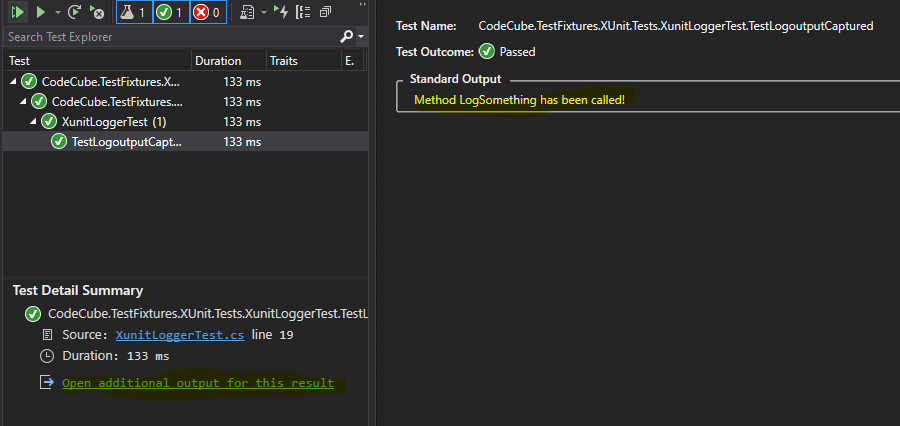 1 1 0
Search Test Explorer
Test Duration Traits E.
CodeCube.TestFixtures.X... 133 ms
CodeCube.TestFixtures.... 133 ms
XunitLoggerTest (1) 133 ms
TestLogoutputCapt... 133 ms
Test Detail Summary
CodeCube.TestFixtures.XUnit.Tests.XunitLoggerTest.TestL
Source: XunitLoggerTest.cs line 19
Duration: 133 ms
Open additional output for this result
Test Name: CodeCube.TestFixtures.XUnit.Tests.XunitLoggerTest.TestLogoutputCaptured
Test Outcome: Passed
Standard Output
Method LogSomething has been called!